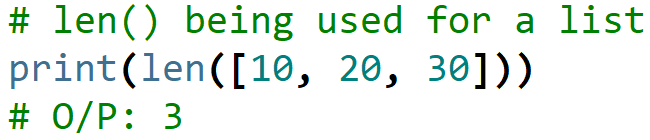 # len() being used for a list
print(len([10, 20, 30]))
# O/P: 3